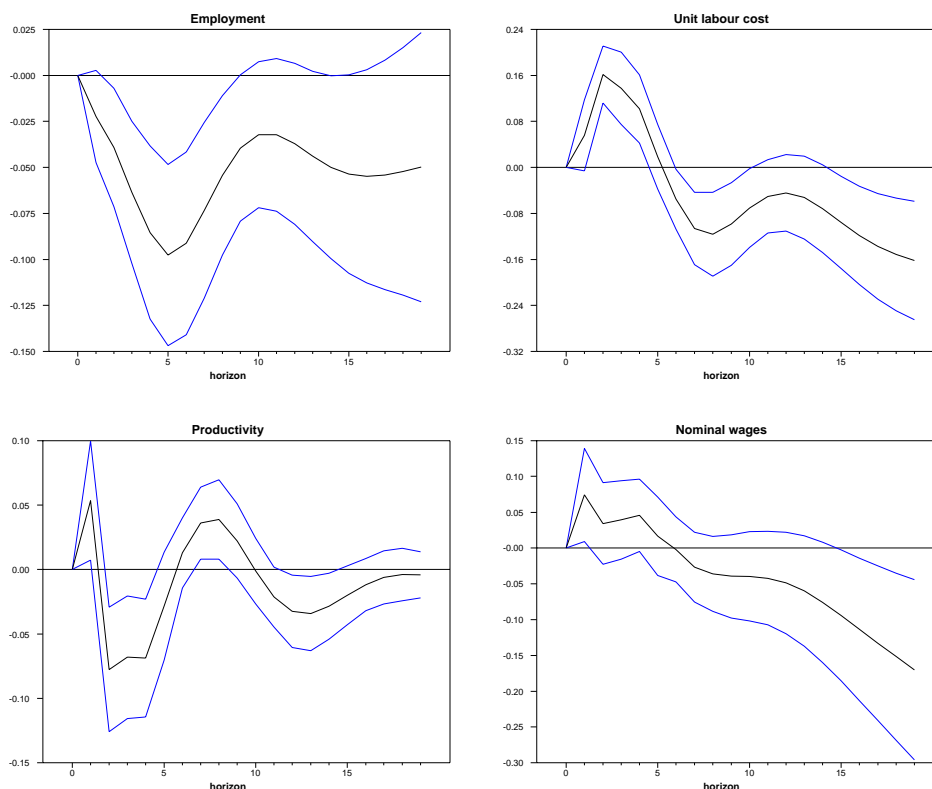 Employment
0.025
-0.000
-0.025
-0.050
-0.075
-0.100
-0.125
-0.150
0 5 10 15
horizon
Unit labour cost
0.24
0.16
0.08
0.00
-0.08
-0.16
-0.24
-0.32
0 5 10 15
horizon
Productivity
0.10
0.05
0.00
-0.05
-0.10
-0.15
0 5 10 15
horizon
Nominal wages
0.15
0.10
0.05
-0.00
-0.05
-0.10
-0.15
-0.20
-0.25
-0.30
0 5 10 15
horizon